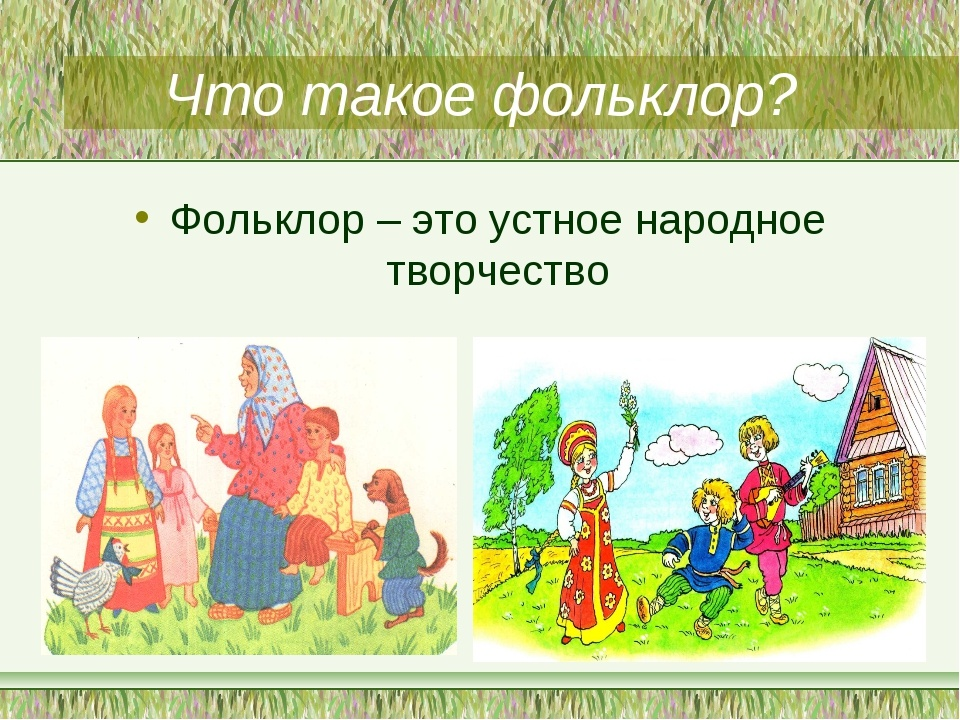 Что такое фольклор?
• Фольклор – это устное народное
творчество